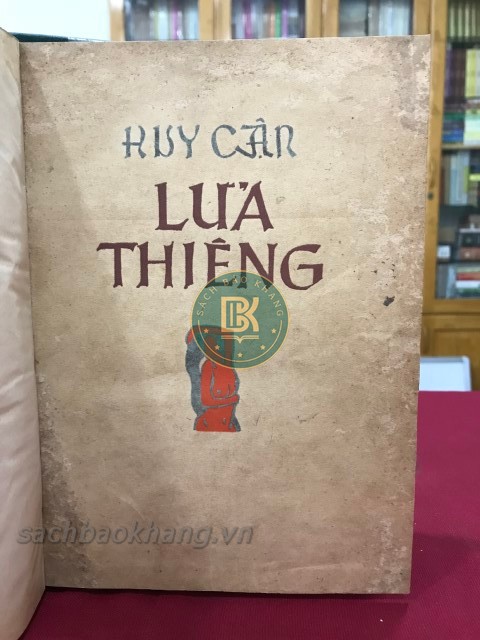 HUY CẬN
LỬA
THIÊNG
SÁCH BẢO KHANG
BK
sachbaokhang.vn